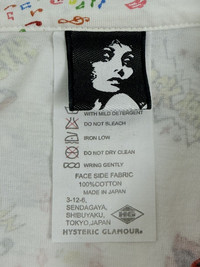 WITH MILD DETERGENT
DO NOT BLEACH
IRON LOW
DO NOT DRY CLEAN
WRING GENTLY
FACE SIDE FABRIC
100%COTTON
MADE IN JAPAN
3-12-6,
SENDAGAYA,
SHIBUYAKU,
TOKYO.JAPAN
HYSTERIC GLAMOUR